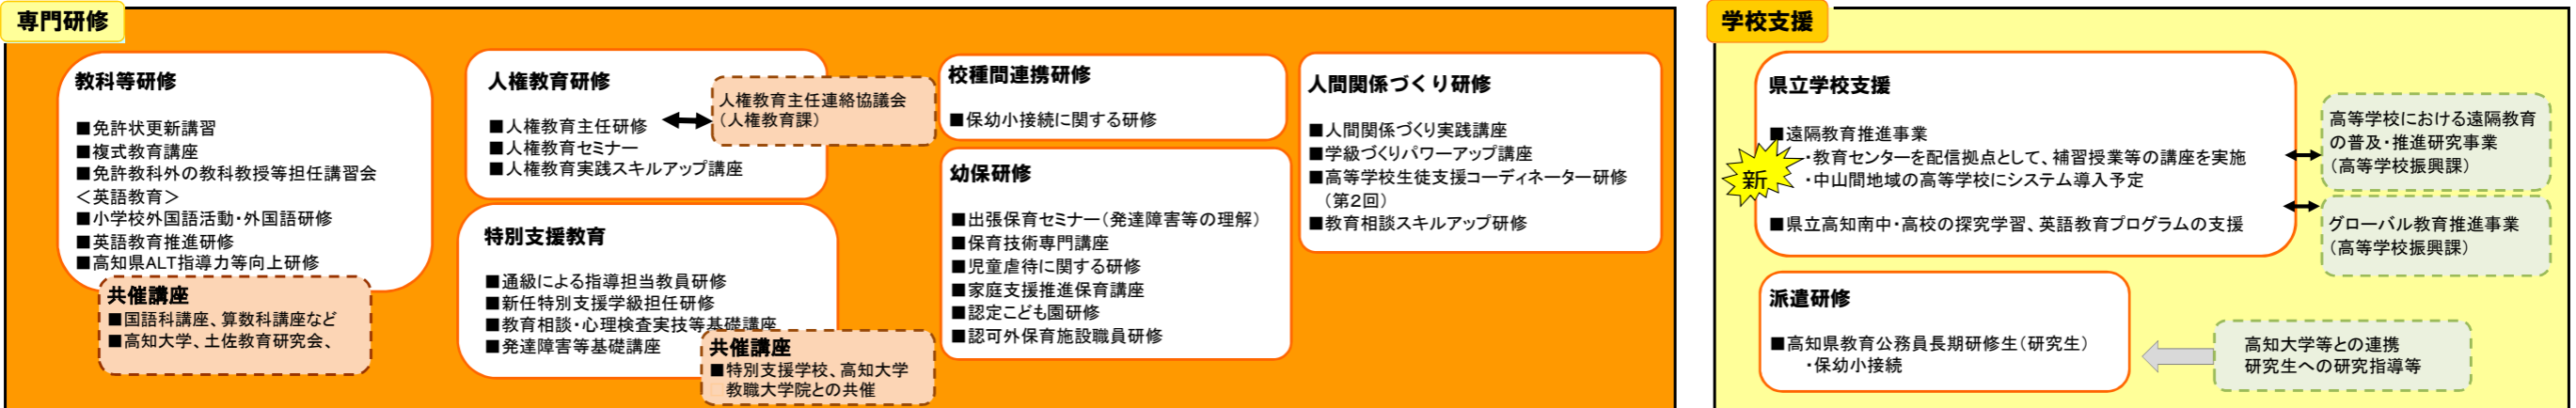 専門研修
教科等研修
■免許状更新講習
■複式教育講座
■免許教科外の教科教授等担任講習会
＜英語教育＞
■小学校外国語活動・外国語研修
■英語教育推進研修
■高知県ALT指導力等向上研修
共催講座
■国語科講座、算数科講座など
■高知大学、土佐教育研究会、
人権教育研修
■人権教育主任研修
■人権教育セミナー
■人権教育実践スキルアップ講座
人権教育主任連絡協議会
（人権教育課）
特別支援教育
■通級による指導担当教員研修
■新任特別支援学級担任研修
■教育相談・心理検査実技等基礎講座
■発達障害等基礎講座
共催講座
■特別支援学校、高知大学
教職大学院との共催
校種間連携研修
■保幼小接続に関する研修
幼保研修
■出張保育セミナー（発達障害等の理解）
■保育技術専門講座
■児童虐待に関する研修
■家庭支援推進保育講座
■認定こども園研修
■認可外保育施設職員研修
人間関係づくり研修
■人間関係づくり実践講座
■学級づくりパワーアップ講座
■高等学校生徒支援コーディネーター研修
（第２回）
■教育相談スキルアップ研修
学校支援
県立学校支援
■遠隔教育推進事業
・教育センターを配信拠点として、補習授業等の講座を実施
・中山間地域の高等学校にシステム導入予定
新
■県立高知南中・高校の探究学習、英語教育プログラムの支援
高等学校における遠隔教育
の普及・推進研究事業
（高等学校振興課）
グローバル教育推進事業
（高等学校振興課）
派遣研修
■高知県教育公務員長期研修生（研究生）
・保幼小接続
高知大学等との連携
研究生への研究指導等